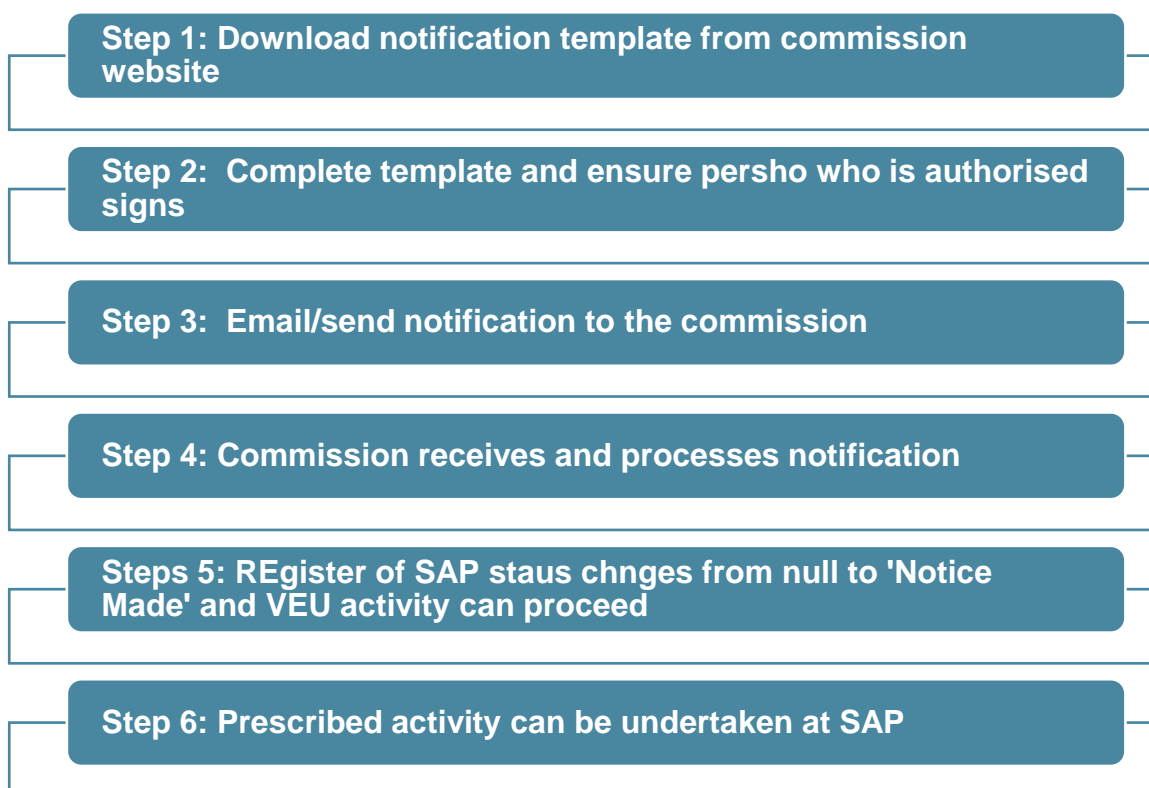 Step 1: Download notification template from commission
website
Step 2:  Complete template and ensure persho who is authorised
signs
Step 3:  Email/send notification to the commission
Step 4: Commission receives and processes notification
Steps 5: REgister of SAP staus chnges from null to 'Notice
Made' and VEU activity can proceed
Step 6: Prescribed activity can be undertaken at SAP